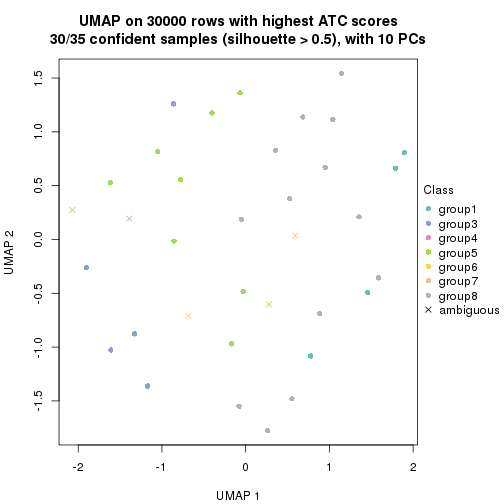 UMAP on 30000 rows with highest ATC scores
30/35 confident samples (silhouette > 0.5), with 10 PCs
UMAP 2
1.5
1.0
0.5
0.0
-0.5
-1.0
-1.5
-2
-1
0
1
2
UMAP 1
Class
group1
group3
group4
group5
group6
group7
group8
ambiguous